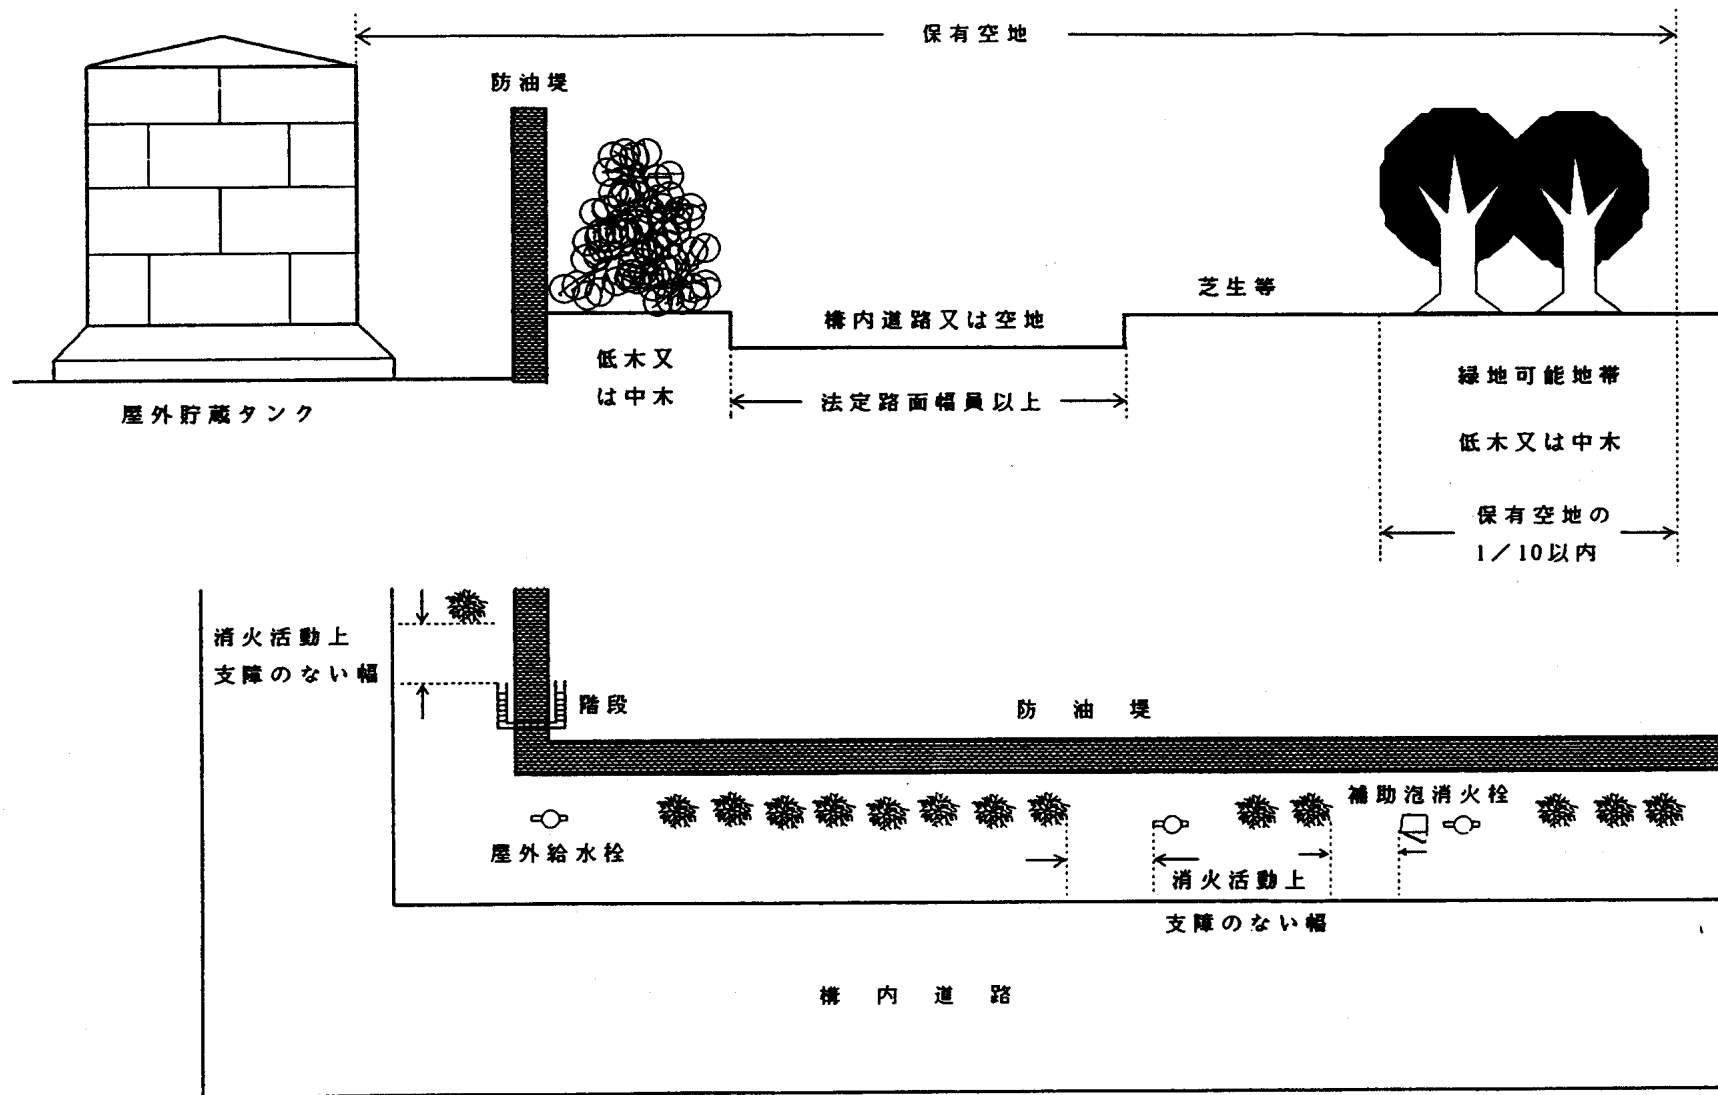 保有空地
防油堤
芝生等
構内道路又は空地
低木又
は中木
緑地可能地帯
法定路面幅員以上
屋外貯蔵タンク
低木又は中木
保有空地の
1／10以内
消火活動上
支障のない幅
階段
防油堤
補助泡消火栓
屋外給水栓
消火活動上
支障のない幅
構内道路